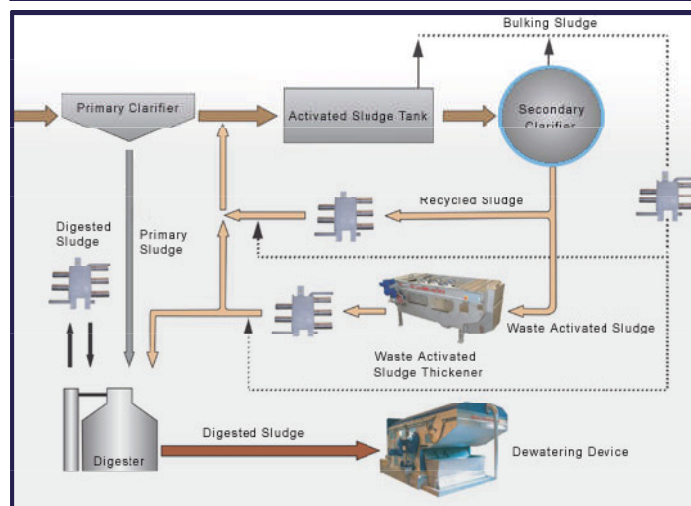 Bulking Sludge
Primary Clarifier
Activated Sludge Tank
Secondary
Clarifier
Recycled Sludge
Digested
Sludge
Primary
Sludge
Waste Activated Sludge
Waste Activated
Sludge Thickener
Digested Sludge
Dewatering Device
Digester